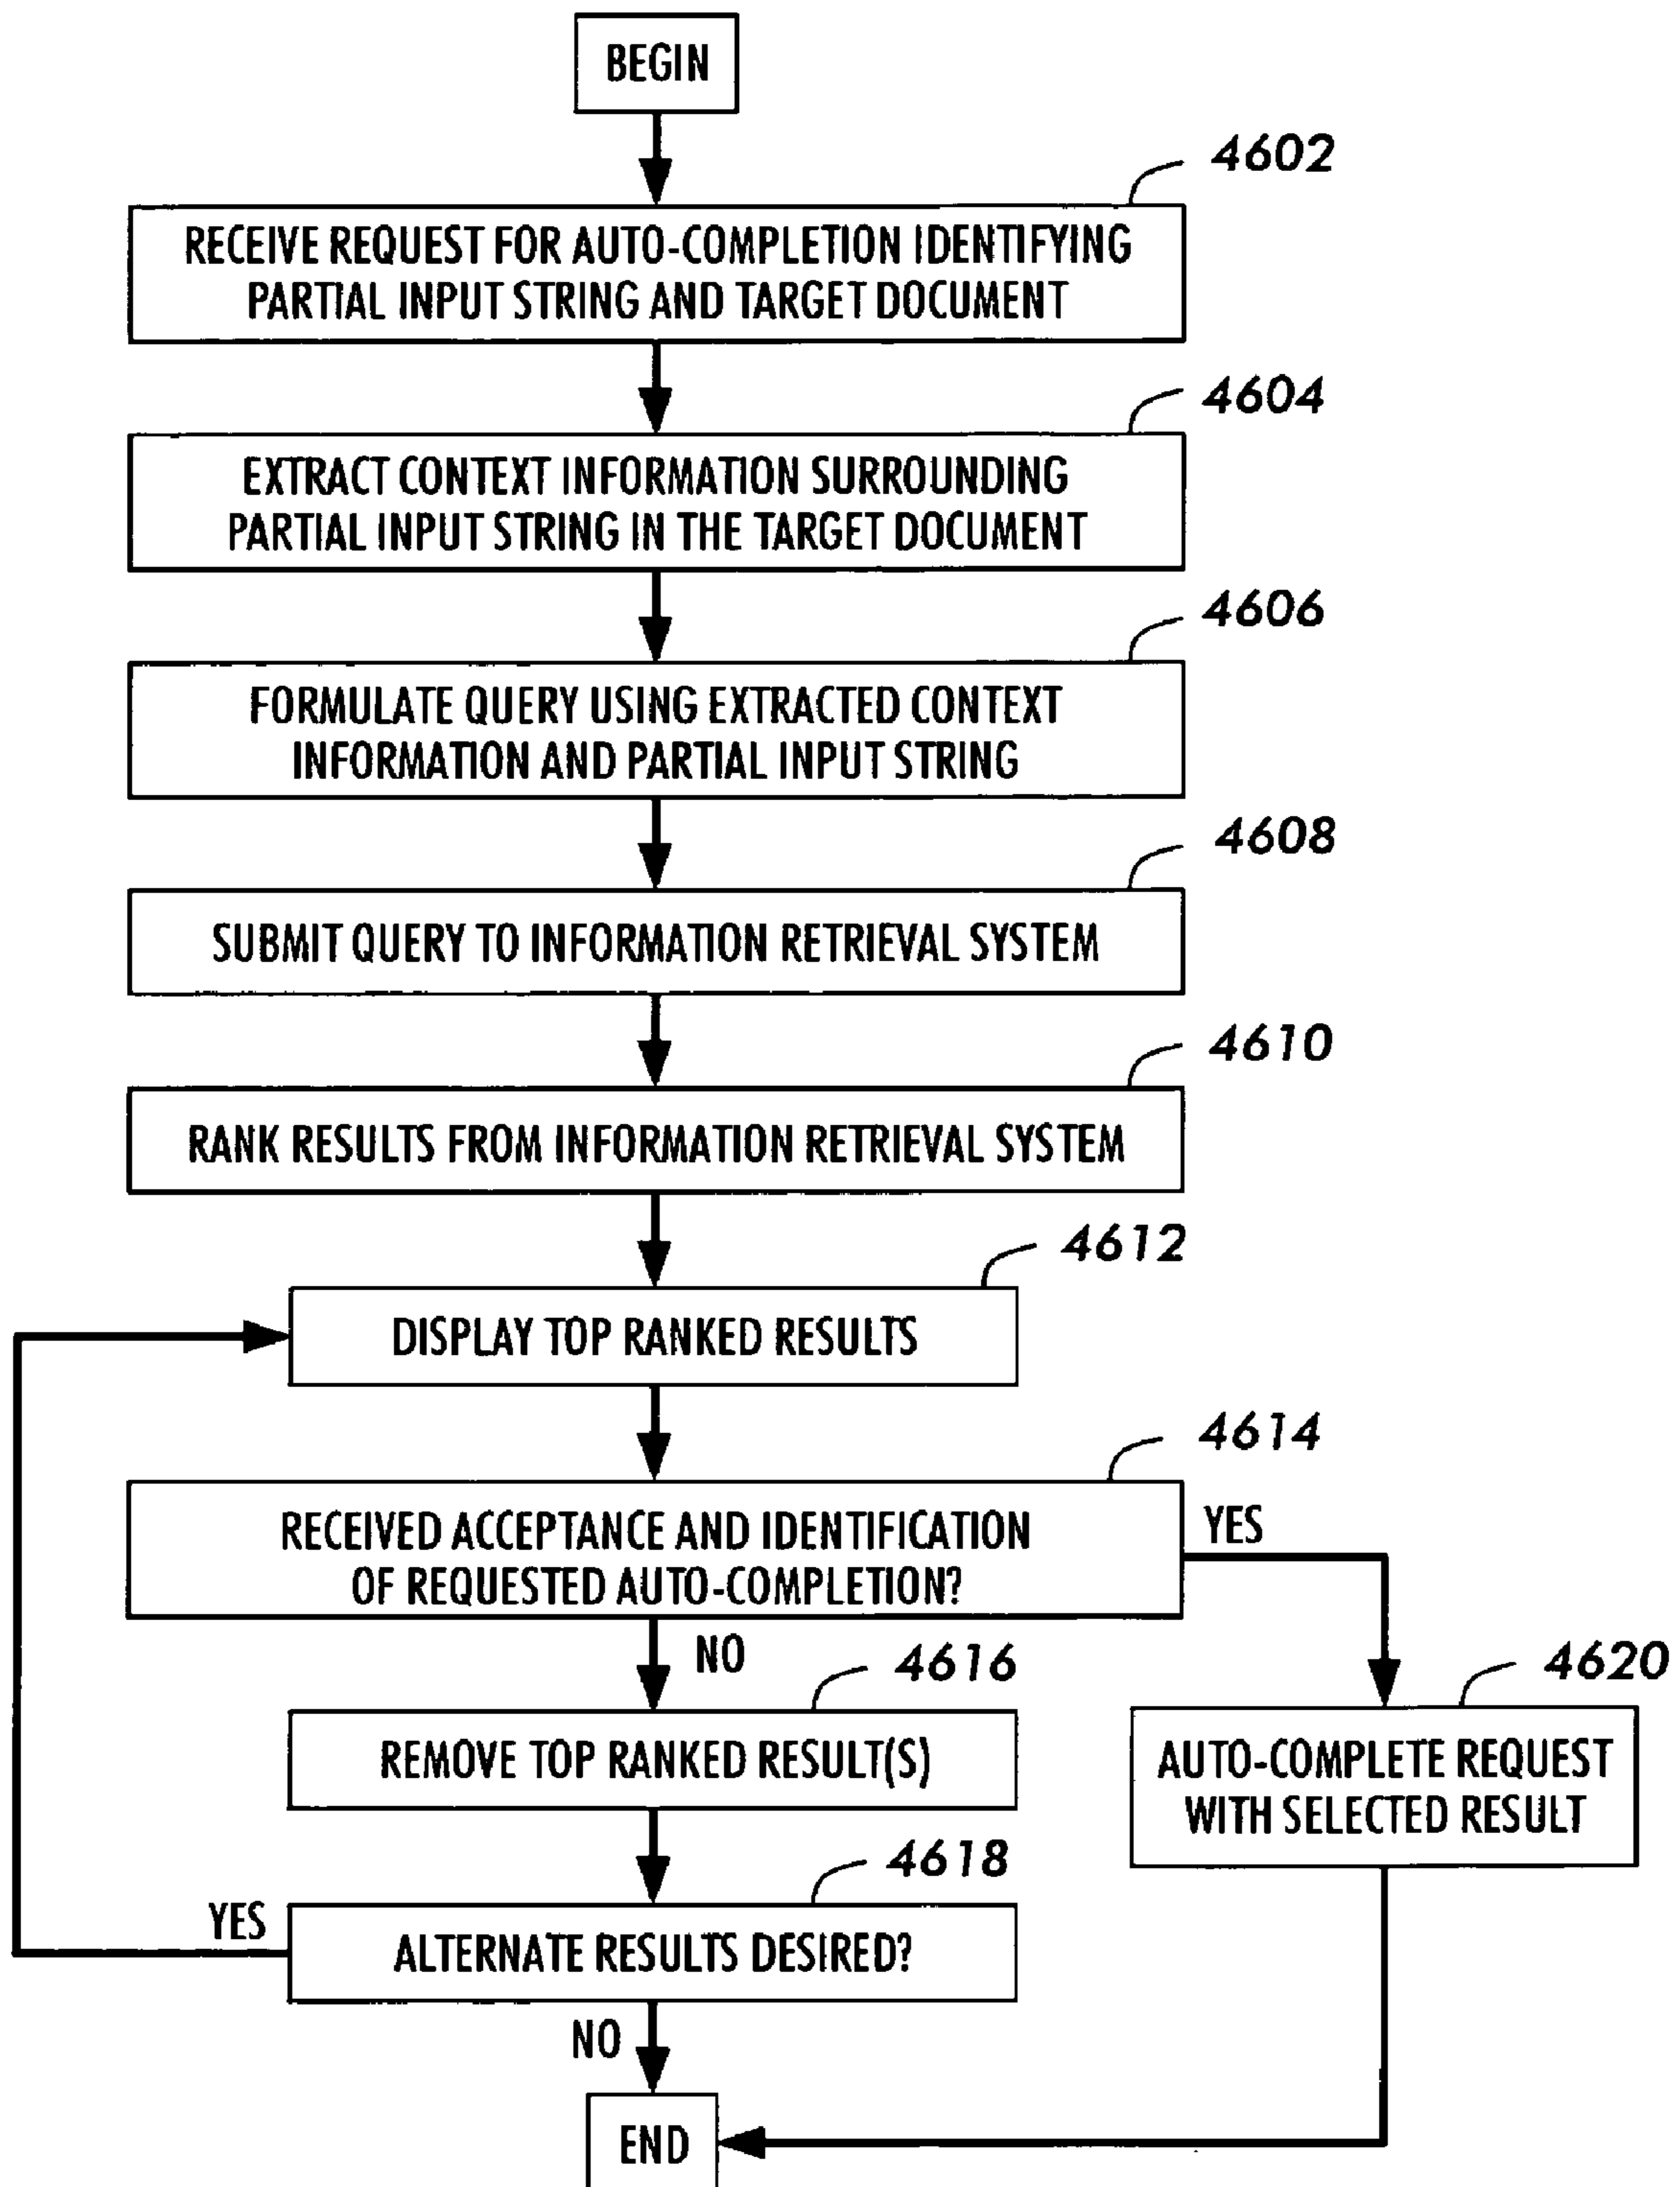 BEGIN
4602
RECEIVE REQUEST FOR AUTO-COMPLETION IDENTIFYING
PARTIAL INPUT STRING AND TARGET DOCUMENT
4604
EXTRACT CONTEXT INFORMATION SURROUNDING
PARTIAL INPUT STRING IN THE TARGET DOCUMENT
4606
FORMULATE QUERY USING EXTRACTED CONTEXT
INFORMATION AND PARTIAL INPUT STRING
4608
SUBMIT QUERY TO INFORMATION RETRIEVAL SYSTEM
4610
RANK RESULTS FROM INFORMATION RETRIEVAL SYSTEM
4612
DISPLAY TOP RANKED RESULTS
4614
RECEIVED ACCEPTANCE AND IDENTIFICATION
OF REQUESTED AUTO-COMPLETION?
YES
NO
4616
REMOVE TOP RANKED RESULT(S)
4620
AUTO-COMPLETE REQUEST
WITH SELECTED RESULT
4618
YES
ALTERNATE RESULTS DESIRED?
NO
END